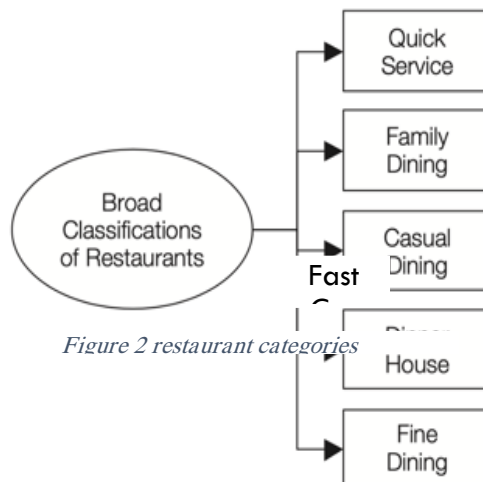 Quick
Service
Family
Dining
Broad
Classifications
of Restaurants
Casual
Dining
Fast
Figure 2 restaurant categories
House
Fine
Dining